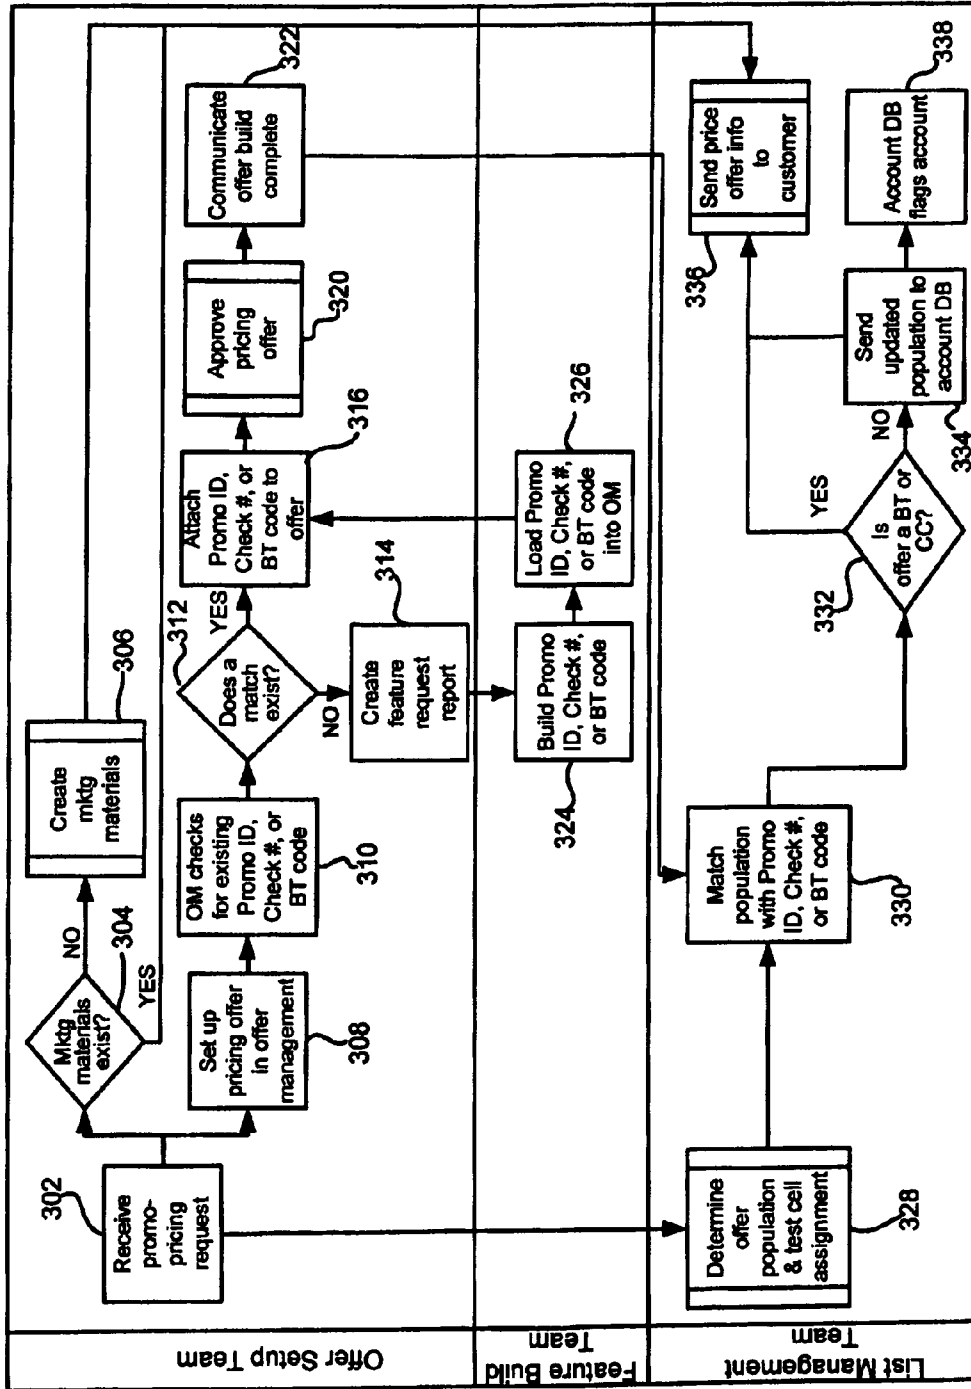 Offer Setup Team
302
Receive
promo-
pricing
request
Mktg
materials
exist?
304
NO
YES
Create
mktg
materials
306
Set up
pricing offer
in offer
management
308
OM checks
for existing
Promo ID,
Check #, or
BT code
310
Does a
match
exist?
312
YES
NO
Create
feature
request
report
314
Attach
Promo ID,
Check #, or
BT code to
offer
316
Approve
pricing
offer
320
Communicate
offer build
complete
322
Feature Build
Team
Build Promo
ID, Check #,
or BT code
324
Load Promo
ID, Check #,
or BT code
into OM
326
List Management
Team
Determine
offer
population
& test cell
assignment
328
Match
population
with Promo
ID, Check #,
or BT code
330
Is
offer a BT or
CC?
332
YES
NO
Send
updated
population to
account DB
334
Send price
offer info
to
customer
336
Account DB
flags account
338